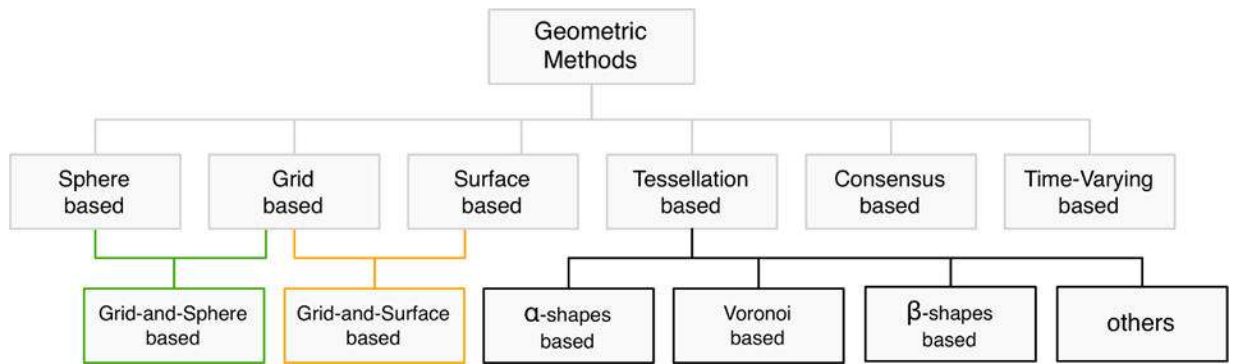 Geometric
Methods
Sphere
based
Grid
based
Surface
based
Tessellation
based
Consensus
based
Time-Varying
based
Grid-and-Sphere
based
Grid-and-Surface
based
α-shapes
based
Voronoi
based
β-shapes
based
others